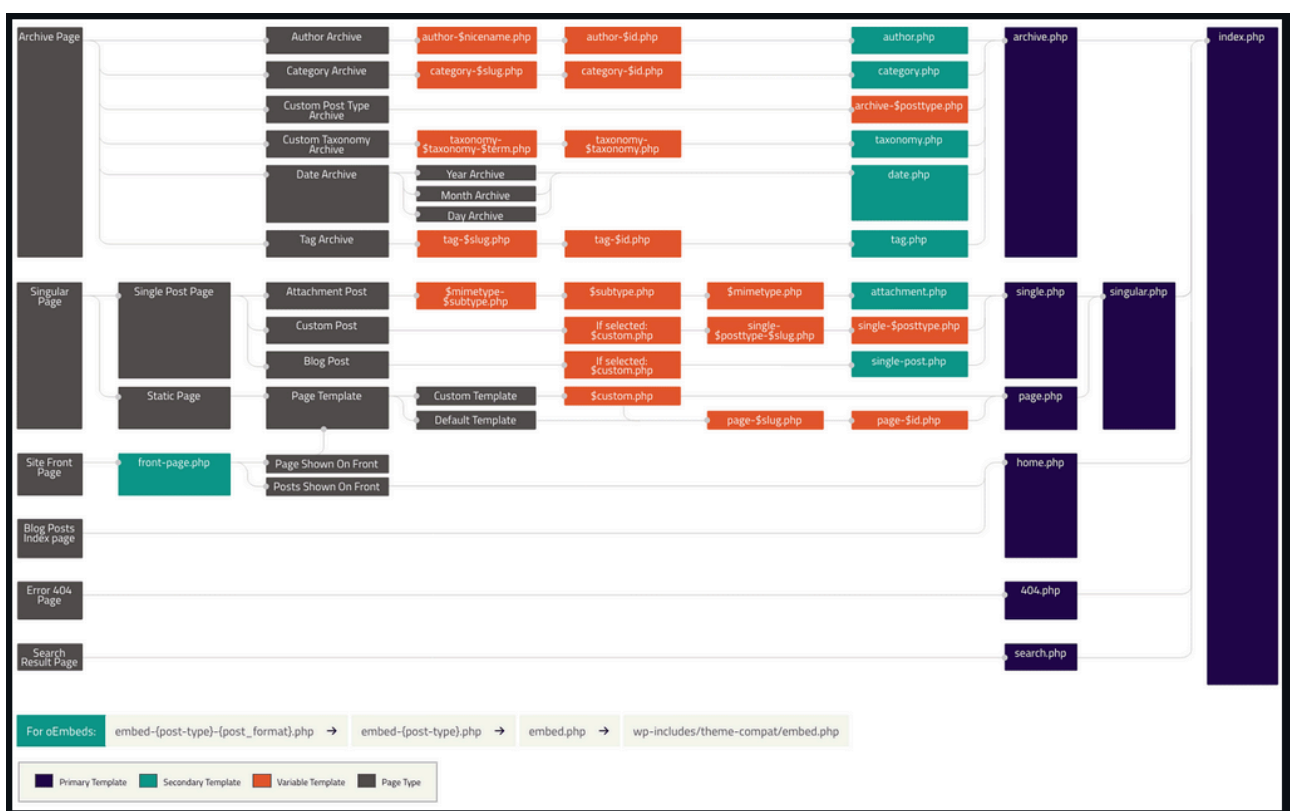 Archive Page
Author Archive
author-$nicename.php
author-$id.php
author.php
archive.php
index.php
Category Archive
category-$slug.php
category-$id.php
category.php
Custom Post Type
Archive
archive-$posttype.php
Custom Taxonomy
Archive
taxonomy-
$taxonomy-$term.php
taxonomy-
$taxonomy.php
taxonomy.php
Date Archive
Year Archive
Month Archive
Day Archive
date.php
Tag Archive
tag-$slug.php
tag-$id.php
tag.php
Singular
Page
Single Post Page
Attachment Post
$mimetype-
$subtype.php
$subtype.php
$mimetype.php
attachment.php
single.php
singular.php
Custom Post
If selected:
$custom.php
single-
$posttype-$slug.php
single-$posttype.php
Blog Post
If selected:
$custom.php
single-post.php
Static Page
Page Template
Custom Template
$custom.php
page.php
Default Template
page-$slug.php
page-$id.php
Site Front
Page
front-page.php
Page Shown On Front
Posts Shown On Front
home.php
Blog Posts
Index page
Error 404
Page
404.php
Search
Result Page
search.php
For oEmbeds:
embed-{post-type}-{post_format}.php →
embed-{post-type}.php →
embed.php →
wp-includes/theme-compat/embed.php
Primary Template
Secondary Template
Variable Template
Page Type